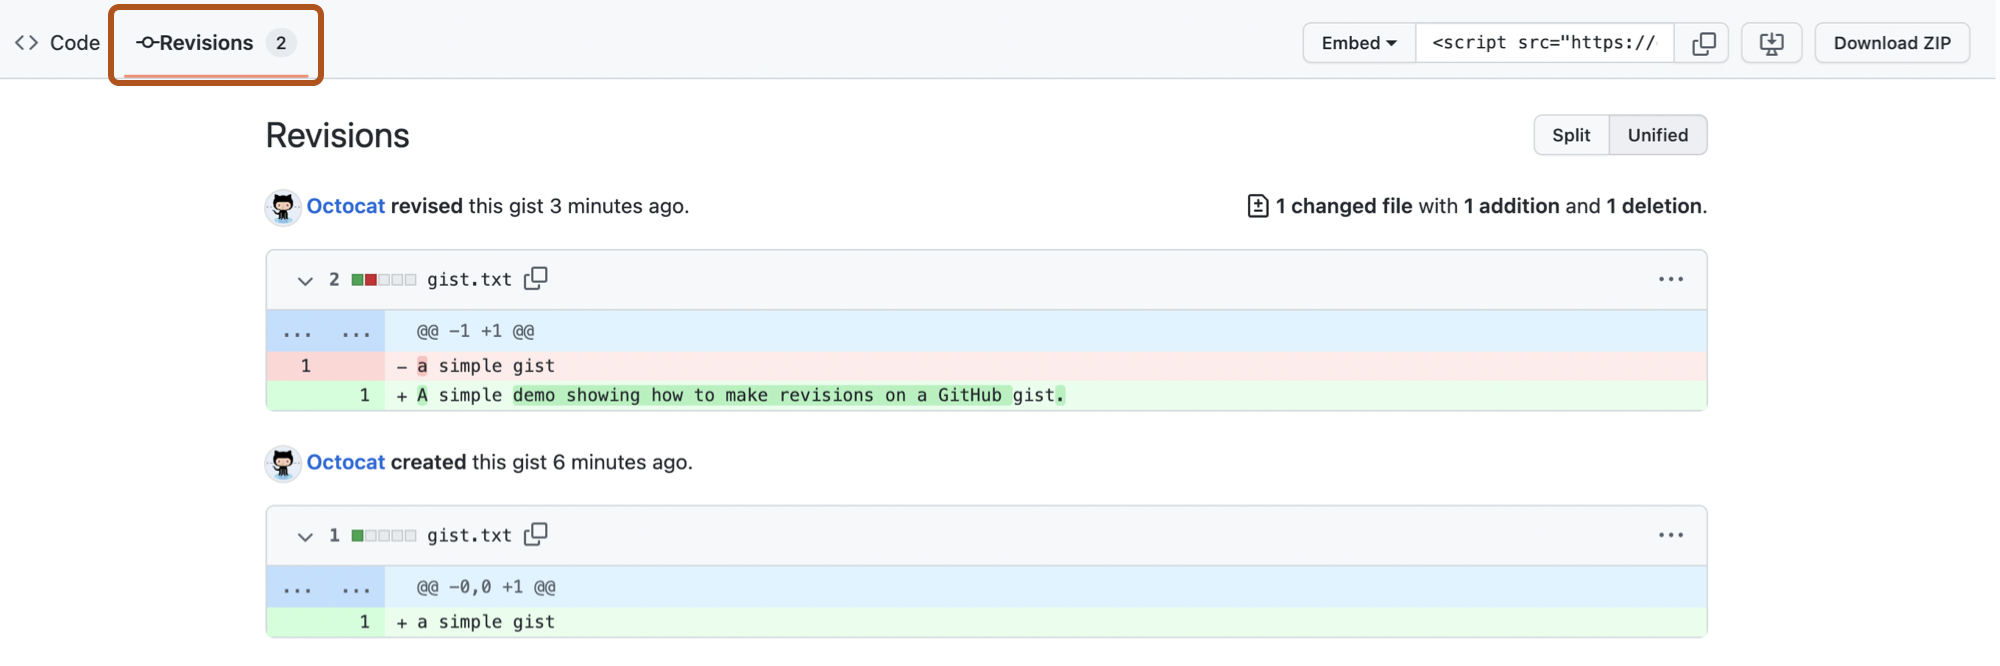 <> Code Revisions 2 Embed <script src="https:// Download ZIP
Revisions Split Unified
Octocat revised this gist 3 minutes ago. 1 changed file with 1 addition and 1 deletion.
2 gist.txt ...
... ... @@ -1 +1 @@
1 - a simple gist
1 + A simple demo showing how to make revisions on a GitHub gist.
Octocat created this gist 6 minutes ago.
1 gist.txt ...
... ... @@ -0,0 +1 @@
1 + a simple gist